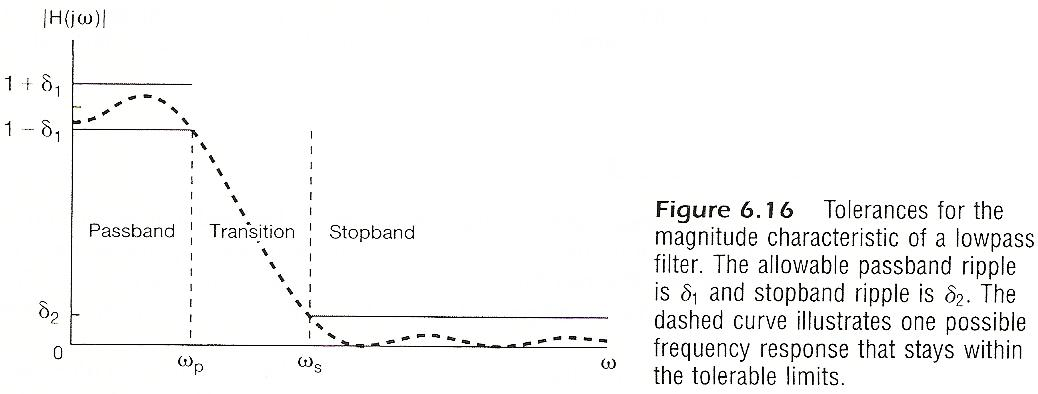 |H(jω)|
1 + δ₁
1 – δ₁
Passband
Transition
Stopband
δ₂
0
ωₚ
ωₛ
ω
Figure 6.16 Tolerances for the
magnitude characteristic of a lowpass
filter. The allowable passband ripple
is δ₁ and stopband ripple is δ₂. The
dashed curve illustrates one possible
frequency response that stays within
the tolerable limits.